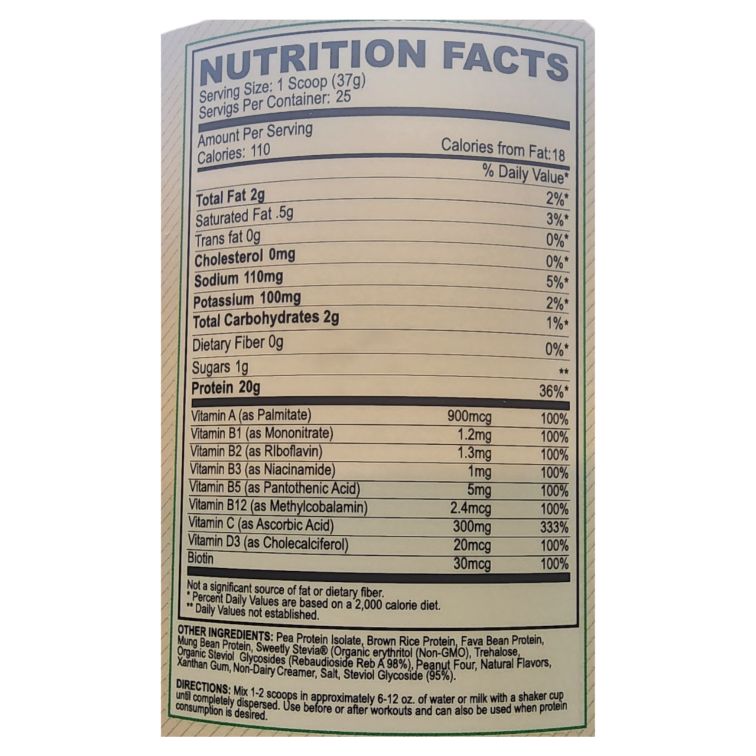 NUTRITION FACTS
Serving Size: 1 Scoop (37g)
Servigs Per Container: 25
Amount Per Serving
Calories: 110 Calories from Fat:18
% Daily Value*
Total Fat 2g 2%*
Saturated Fat .5g 3%*
Trans fat 0g 0%*
Cholesterol 0mg 0%*
Sodium 110mg 5%*
Potassium 100mg 2%*
Total Carbohydrates 2g 1%*
Dietary Fiber 0g 0%*
Sugars 1g **
Protein 20g 36%*
Vitamin A (as Palmitate) 900mcg 100%
Vitamin B1 (as Mononitrate) 1.2mg 100%
Vitamin B2 (as RIboflavin) 1.3mg 100%
Vitamin B3 (as Niacinamide) 1mg 100%
Vitamin B5 (as Pantothenic Acid) 5mg 100%
Vitamin B12 (as Methylcobalamin) 2.4mcg 100%
Vitamin C (as Ascorbic Acid) 300mg 333%
Vitamin D3 (as Cholecalciferol) 20mcg 100%
Biotin 30mcg 100%
Not a significant source of fat or dietary fiber.
* Percent Daily Values are based on a 2,000 calorie diet.
** Daily Values not established.
OTHER INGREDIENTS: Pea Protein Isolate, Brown Rice Protein, Fava Bean Protein,
Mung Bean Protein, Sweetly Stevia® (Organic erythritol (Non-GMO), Trehalose,
Organic Steviol Glycosides (Rebaudioside Reb A 98%), Peanut Four, Natural Flavors,
Xanthan Gum, Non-Dairy Creamer, Salt, Steviol Glycoside (95%).
DIRECTIONS: Mix 1-2 scoops in approximately 6-12 oz. of water or milk with a shaker cup
until completely dispersed. Use before or after workouts and can also be used when protein
consumption is desired.